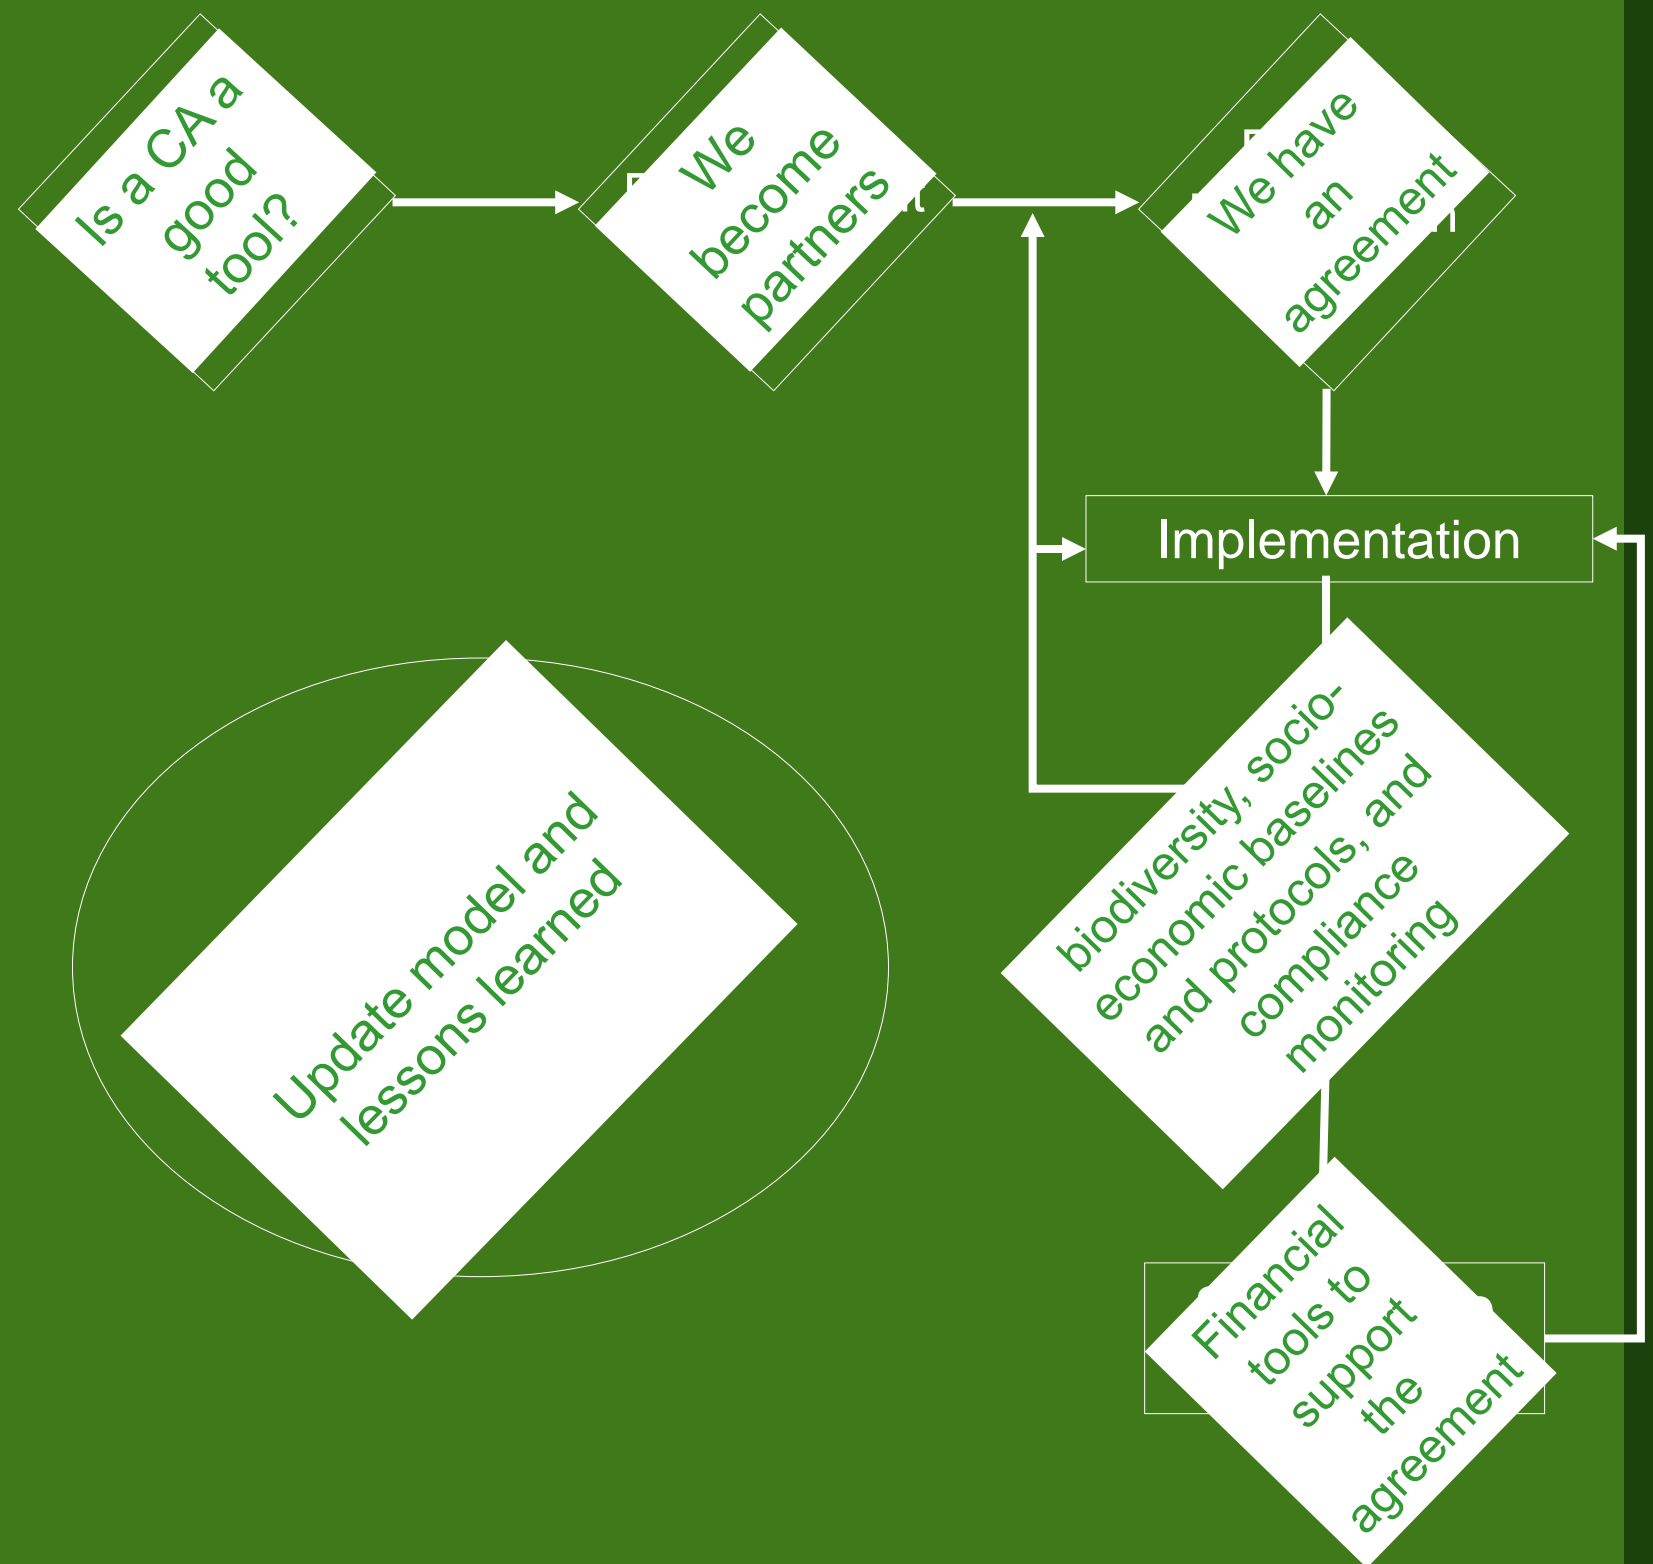 Is a CA a
good
tool?
We
become
partners
We have
an
agreement
Implementation
biodiversity, socio-
economic baselines
and protocols, and
compliance
monitoring
Update model and
lessons learned
Financial
tools to
support
the
agreement